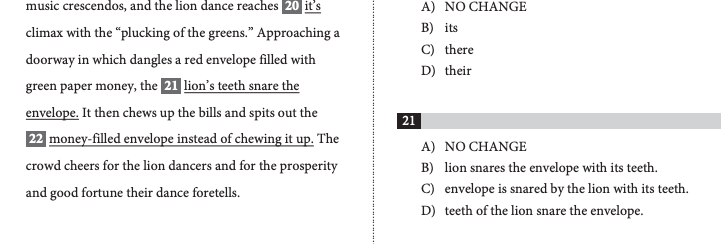 music crescendos, and the lion dance reaches 20 it's
climax with the “plucking of the greens.” Approaching a
doorway in which dangles a red envelope filled with
green paper money, the 21 lion's teeth snare the
envelope. It then chews up the bills and spits out the
22 money-filled envelope instead of chewing it up. The
crowd cheers for the lion dancers and for the prosperity
and good fortune their dance foretells.
A) NO CHANGE
B) its
C) there
D) their
21
A) NO CHANGE
B) lion snares the envelope with its teeth.
C) envelope is snared by the lion with its teeth.
D) teeth of the lion snare the envelope.